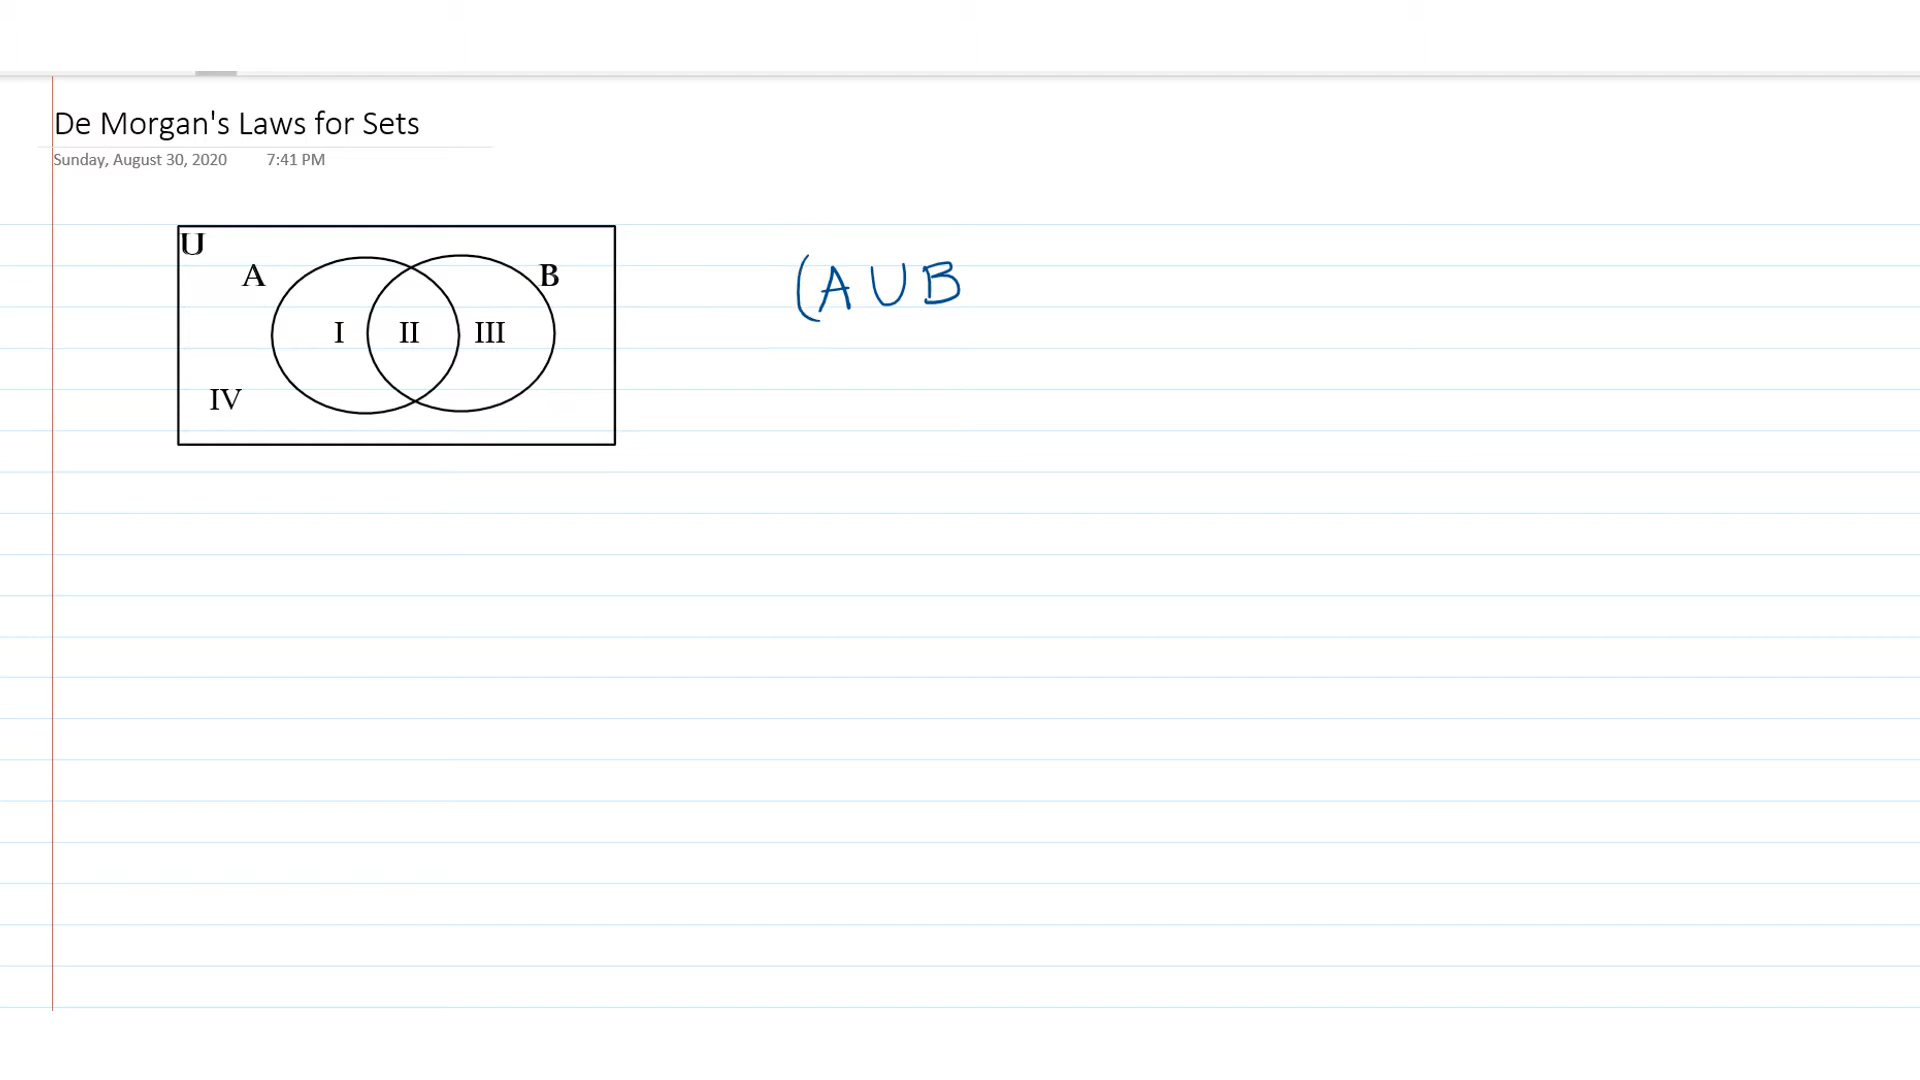 De Morgan's Laws for Sets
Sunday, August 30, 2020 7:41 PM
U
A
B
I II III
IV
(A ∪ B